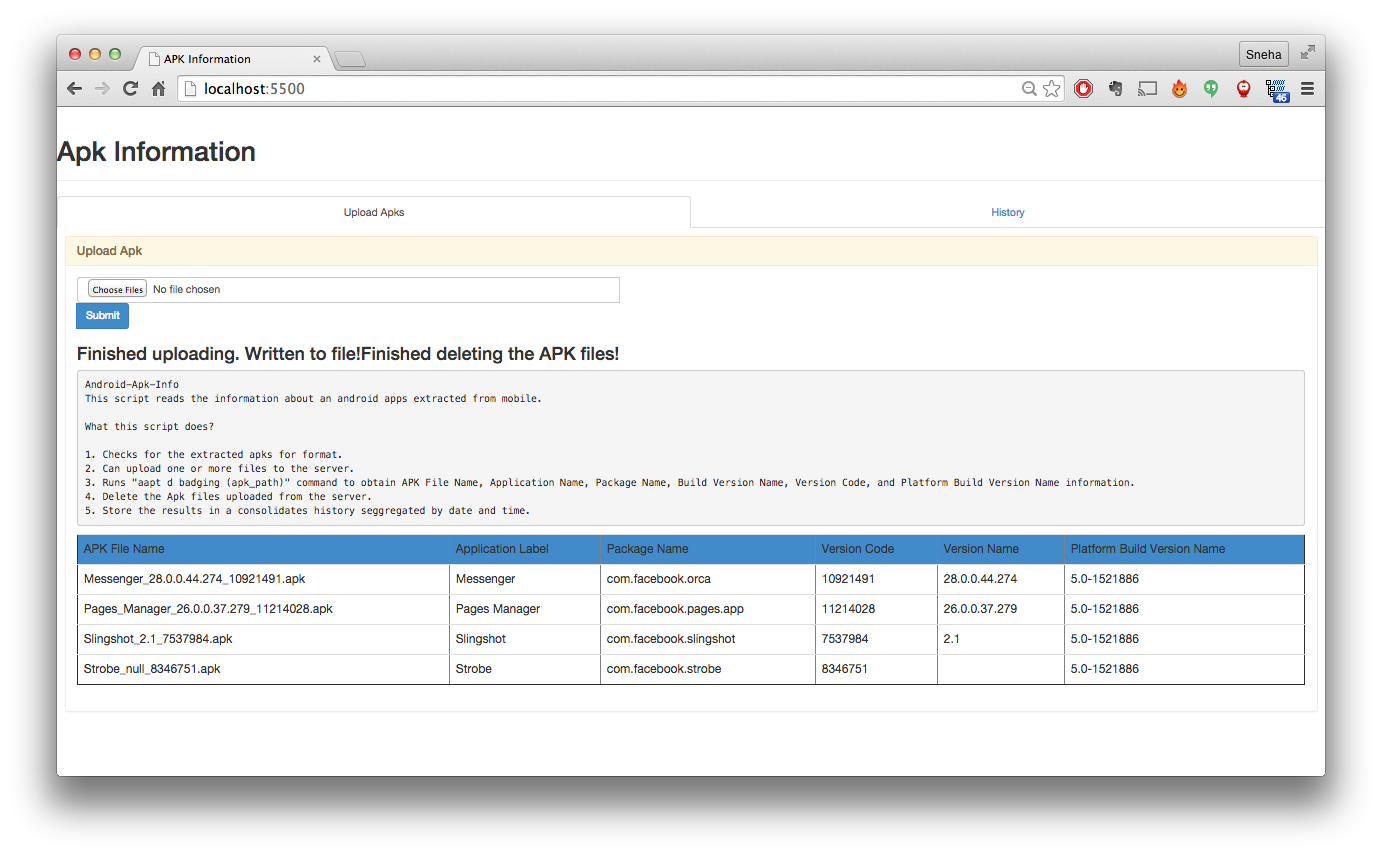 APK Information
Sneha
localhost:5500
46
Apk Information
Upload Apks
History
Upload Apk
Choose Files No file chosen
Submit
Finished uploading. Written to file!Finished deleting the APK files!
Android-Apk-Info
This script reads the information about an android apps extracted from mobile.
What this script does?
1. Checks for the extracted apks for format.
2. Can upload one or more files to the server.
3. Runs "aapt d badging (apk_path)" command to obtain APK File Name, Application Name, Package Name, Build Version Name, Version Code, and Platform Build Version Name information.
4. Delete the Apk files uploaded from the server.
5. Store the results in a consolidates history seggregated by date and time.
APK File Name Application Label Package Name Version Code Version Name Platform Build Version Name
Messenger_28.0.0.44.274_10921491.apk Messenger com.facebook.orca 10921491 28.0.0.44.274 5.0-1521886
Pages_Manager_26.0.0.37.279_11214028.apk Pages Manager com.facebook.pages.app 11214028 26.0.0.37.279 5.0-1521886
Slingshot_2.1_7537984.apk Slingshot com.facebook.slingshot 7537984 2.1 5.0-1521886
Strobe_null_8346751.apk Strobe com.facebook.strobe 8346751 5.0-1521886